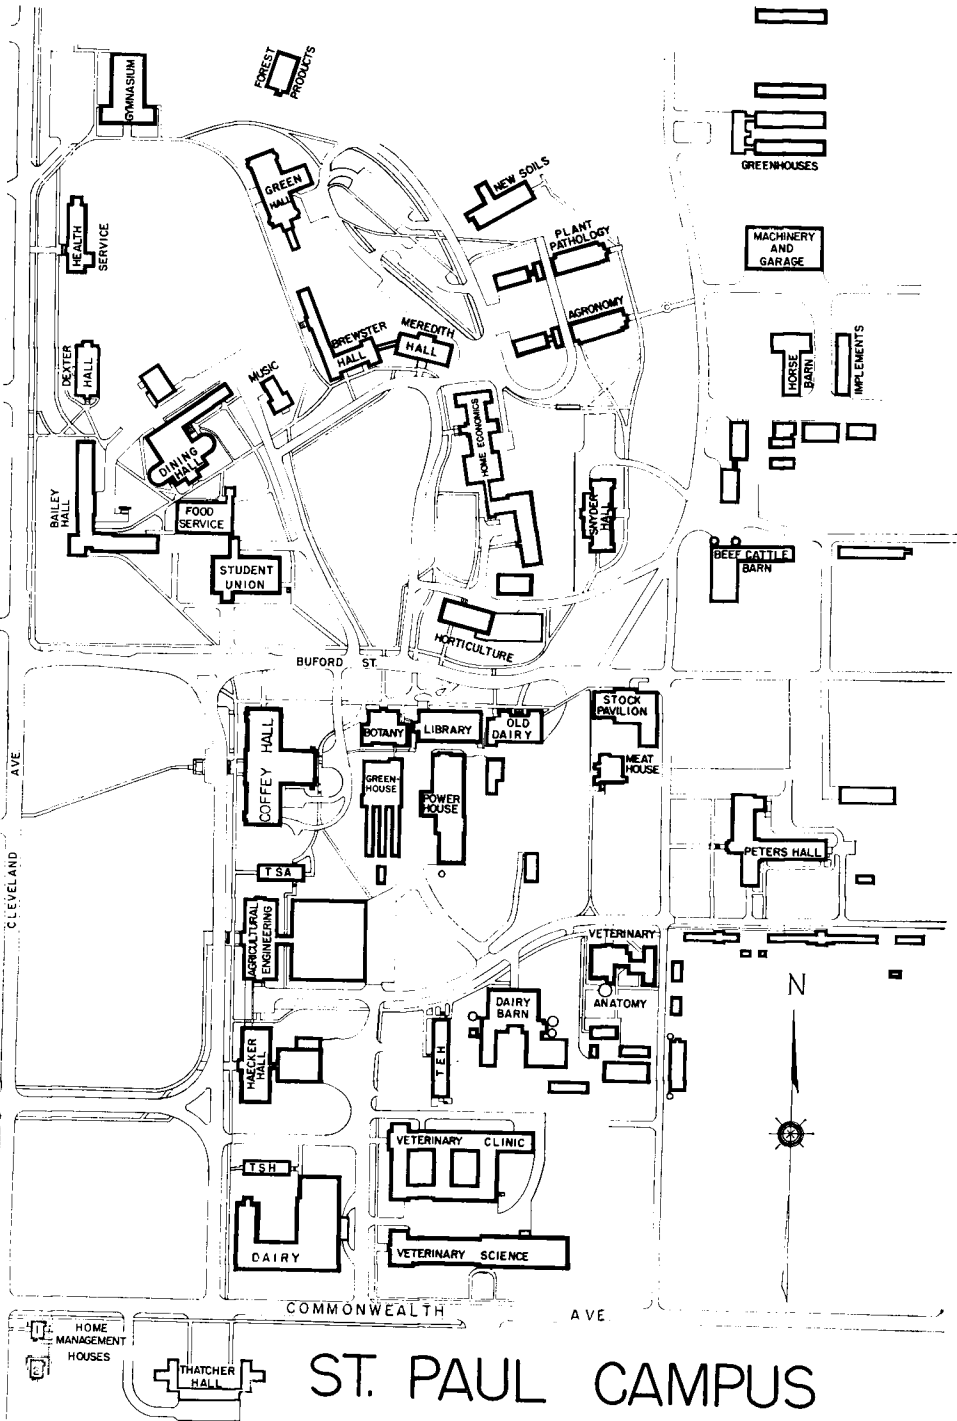 FOREST
PRODUCTS
GYMNASIUM
GREENHOUSES
GREEN
HALL
NEW SOILS
HEALTH
SERVICE
PLANT
PATHOLOGY
MACHINERY
AND
GARAGE
AGRONOMY
BREWSTER
HALL
MEREDITH
HALL
HORSE
BARN
IMPLEMENTS
DEXTER
HALL
MUSIC
DINING
HALL
HOME ECONOMICS
BAILEY
HALL
FOOD
SERVICE
SNYDER
HALL
STUDENT
UNION
BEEF CATTLE
BARN
HORTICULTURE
BUFORD ST.
STOCK
PAVILION
COFFEY HALL
BOTANY
LIBRARY
OLD
DAIRY
MEAT
HOUSE
GREEN-
HOUSE
POWER
HOUSE
CLEVELAND AVE
PETERS HALL
TSA
AGRICULTURAL
ENGINEERING
VETERINARY
ANATOMY
N
DAIRY
BARN
TEH
HAECKER
HALL
VETERINARY CLINIC
TSH
DAIRY
VETERINARY SCIENCE
COMMONWEALTH AVE
HOME
MANAGEMENT
HOUSES
1
2
THATCHER
HALL
ST. PAUL CAMPUS